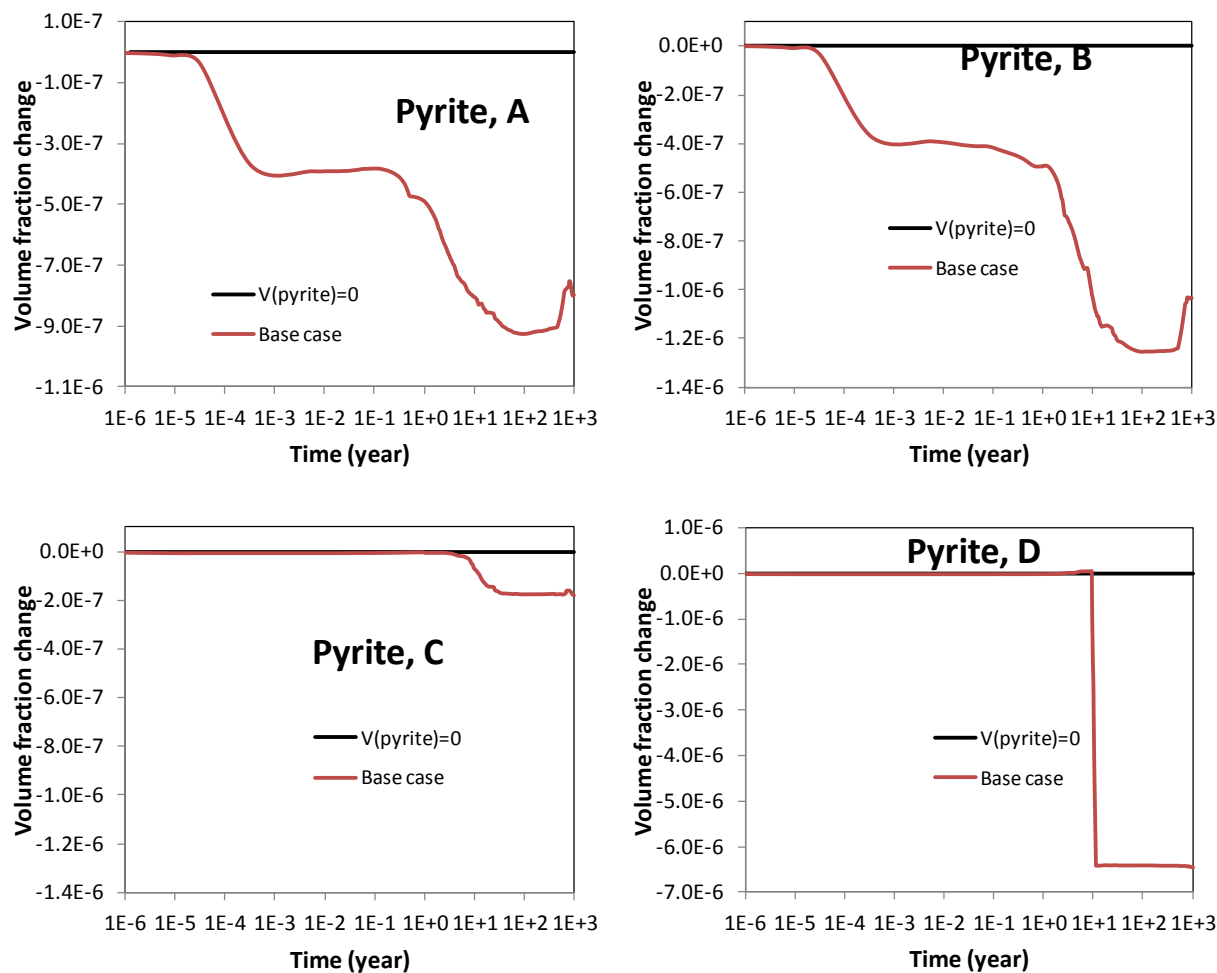 1.0E-7
-1.0E-7
-3.0E-7
-5.0E-7
-7.0E-7
-9.0E-7
-1.1E-6
Volume fraction change
Pyrite, A
V(pyrite)=0
Base case
1E-6 1E-5 1E-4 1E-3 1E-2 1E-1 1E+0 1E+1 1E+2 1E+3
Time (year)
0.0E+0
-2.0E-7
-4.0E-7
-6.0E-7
-8.0E-7
-1.0E-6
-1.2E-6
-1.4E-6
Volume fraction change
Pyrite, B
V(pyrite)=0
Base case
1E-6 1E-5 1E-4 1E-3 1E-2 1E-1 1E+0 1E+1 1E+2 1E+3
Time (year)
0.0E+0
-2.0E-7
-4.0E-7
-6.0E-7
-8.0E-7
-1.0E-6
-1.2E-6
-1.4E-6
Volume fraction change
Pyrite, C
V(pyrite)=0
Base case
1E-6 1E-5 1E-4 1E-3 1E-2 1E-1 1E+0 1E+1 1E+2 1E+3
Time (year)
1.0E-6
0.0E+0
-1.0E-6
-2.0E-6
-3.0E-6
-4.0E-6
-5.0E-6
-6.0E-6
-7.0E-6
Volume fraction change
Pyrite, D
V(pyrite)=0
Base case
1E-6 1E-5 1E-4 1E-3 1E-2 1E-1 1E+0 1E+1 1E+2 1E+3
Time (year)